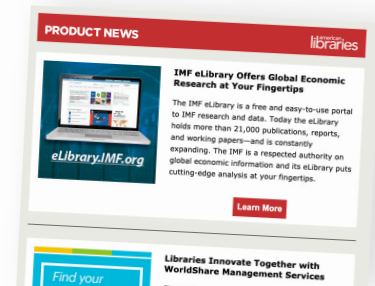 PRODUCT NEWS
american
libraries
IMF eLibrary Offers Global Economic
Research at Your Fingertips
The IMF eLibrary is a free and easy-to-use portal
to IMF research and data. Today the eLibrary
holds more than 21,000 publications, reports,
and working papers—and is constantly
expanding. The IMF is a respected authority on
global economic information and its eLibrary puts
cutting-edge analysis at your fingertips.
eLibrary.IMF.org
Learn More
Libraries Innovate Together with
WorldShare Management Services
Find your